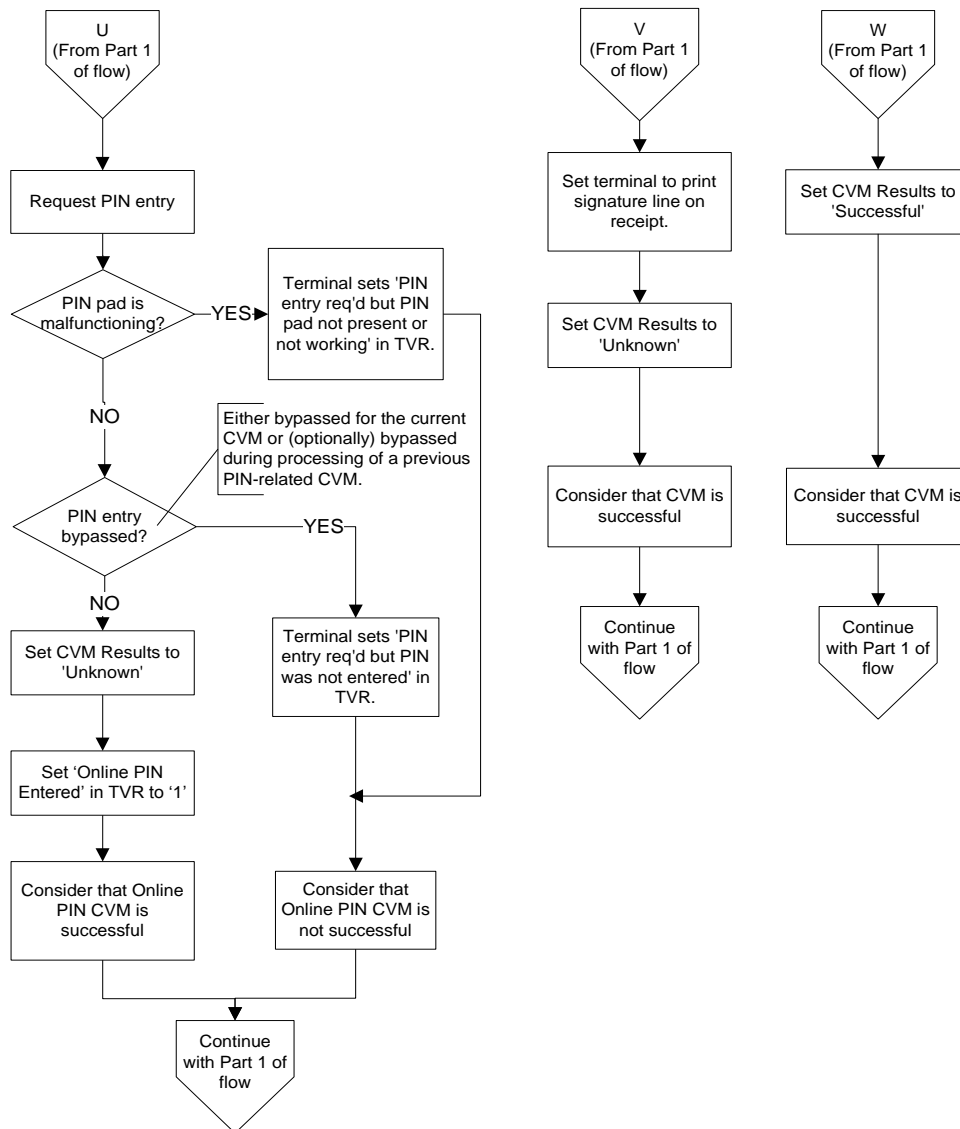 U
(From Part 1
of flow)
Request PIN entry
PIN pad is
malfunctioning?
YES
Terminal sets 'PIN
entry req'd but PIN
pad not present or
not working' in TVR.
NO
Either bypassed for the current
CVM or (optionally) bypassed
during processing of a previous
PIN-related CVM.
PIN entry
bypassed?
YES
NO
Set CVM Results to
'Unknown'
Terminal sets 'PIN
entry req'd but PIN
was not entered' in
TVR.
Set ‘Online PIN
Entered’ in TVR to ‘1’
Consider that Online
PIN CVM is
successful
Consider that
Online PIN CVM is
not successful
Continue
with Part 1 of
flow
V
(From Part 1
of flow)
Set terminal to print
signature line on
receipt.
Set CVM Results to
'Unknown'
Consider that CVM is
successful
Continue
with Part 1 of
flow
W
(From Part 1
of flow)
Set CVM Results to
'Successful'
Consider that CVM is
successful
Continue
with Part 1 of
flow